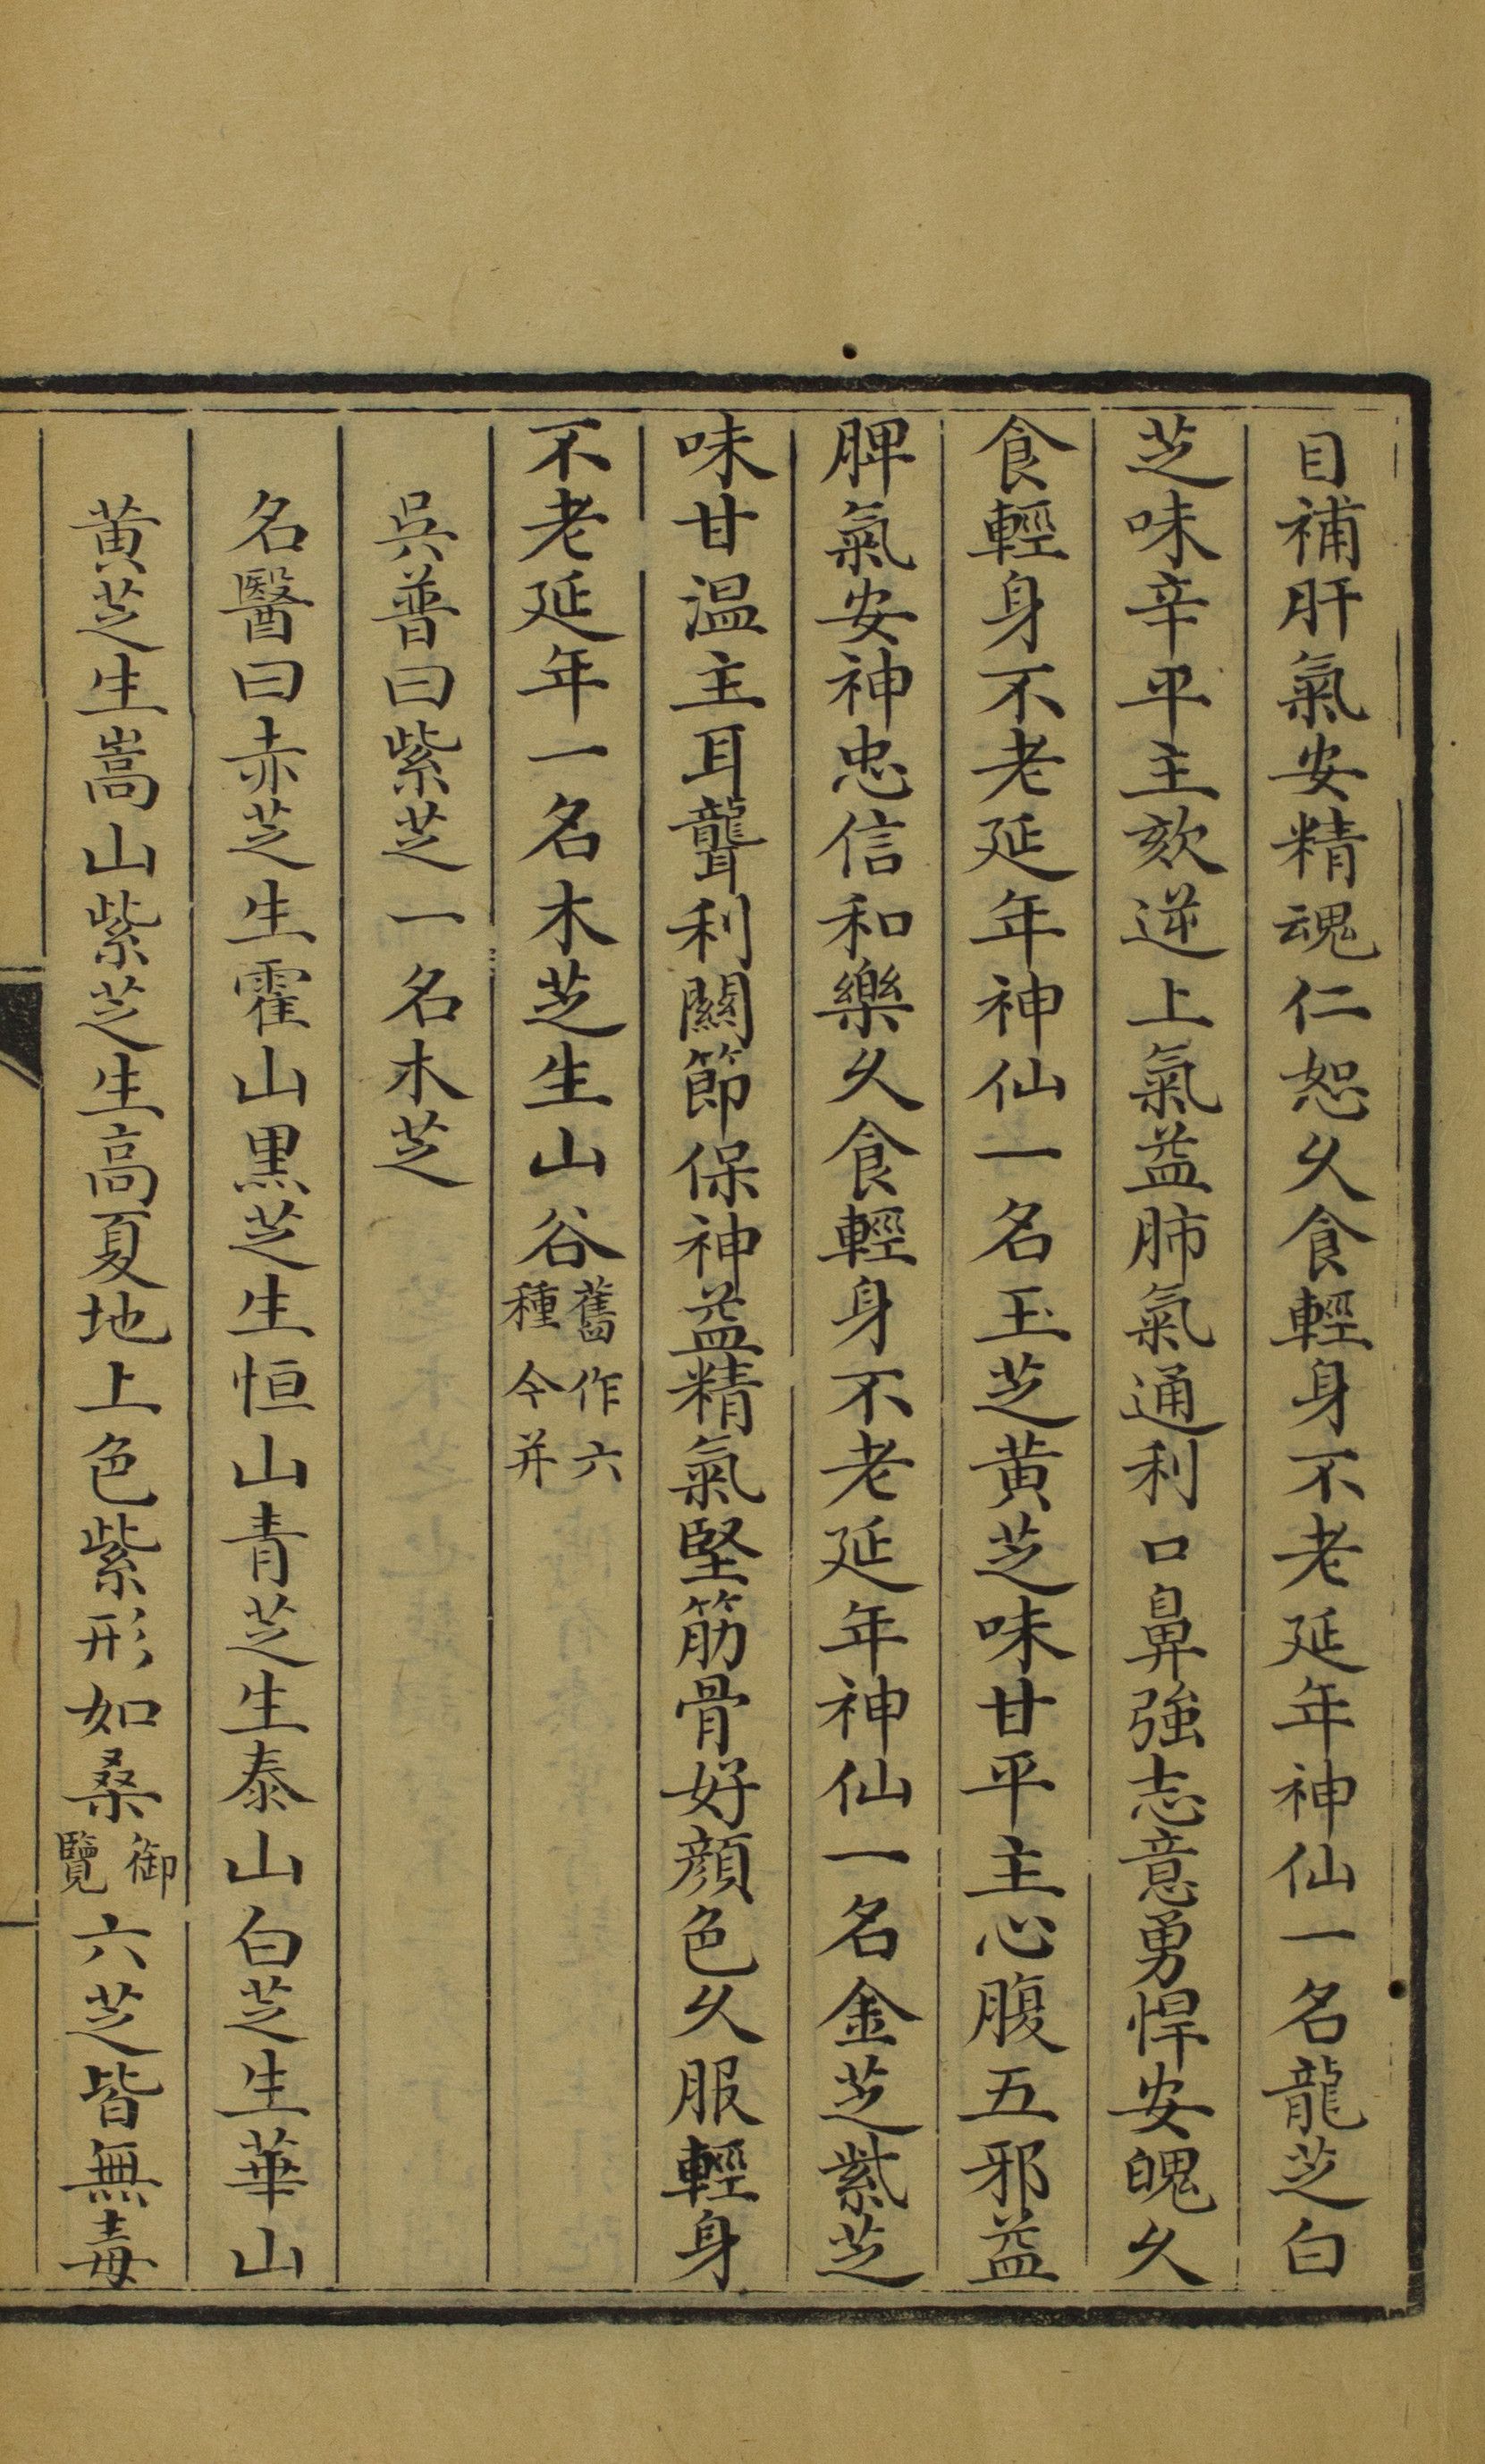 目補肝氣安精魂仁恕久食輕身不老延年神仙一名龍芝白
芝味辛平主欬逆上氣益肺氣通利口鼻強志意勇悍安魄久
食輕身不老延年神仙一名玉芝黃芝味甘平主心腹五邪益
脾氣安神忠信和樂久食輕身不老延年神仙一名金芝紫芝
味甘温主耳聾利關節保神益精氣堅筋骨好顏色久服輕身
不老延年一名木芝生山谷舊作六種今并
吳普曰紫芝一名木芝
名醫曰赤芝生霍山黑芝生恒山青芝生泰山白芝生華山
黃芝生嵩山紫芝生高夏地上色紫形如桑御覽六芝皆無毒